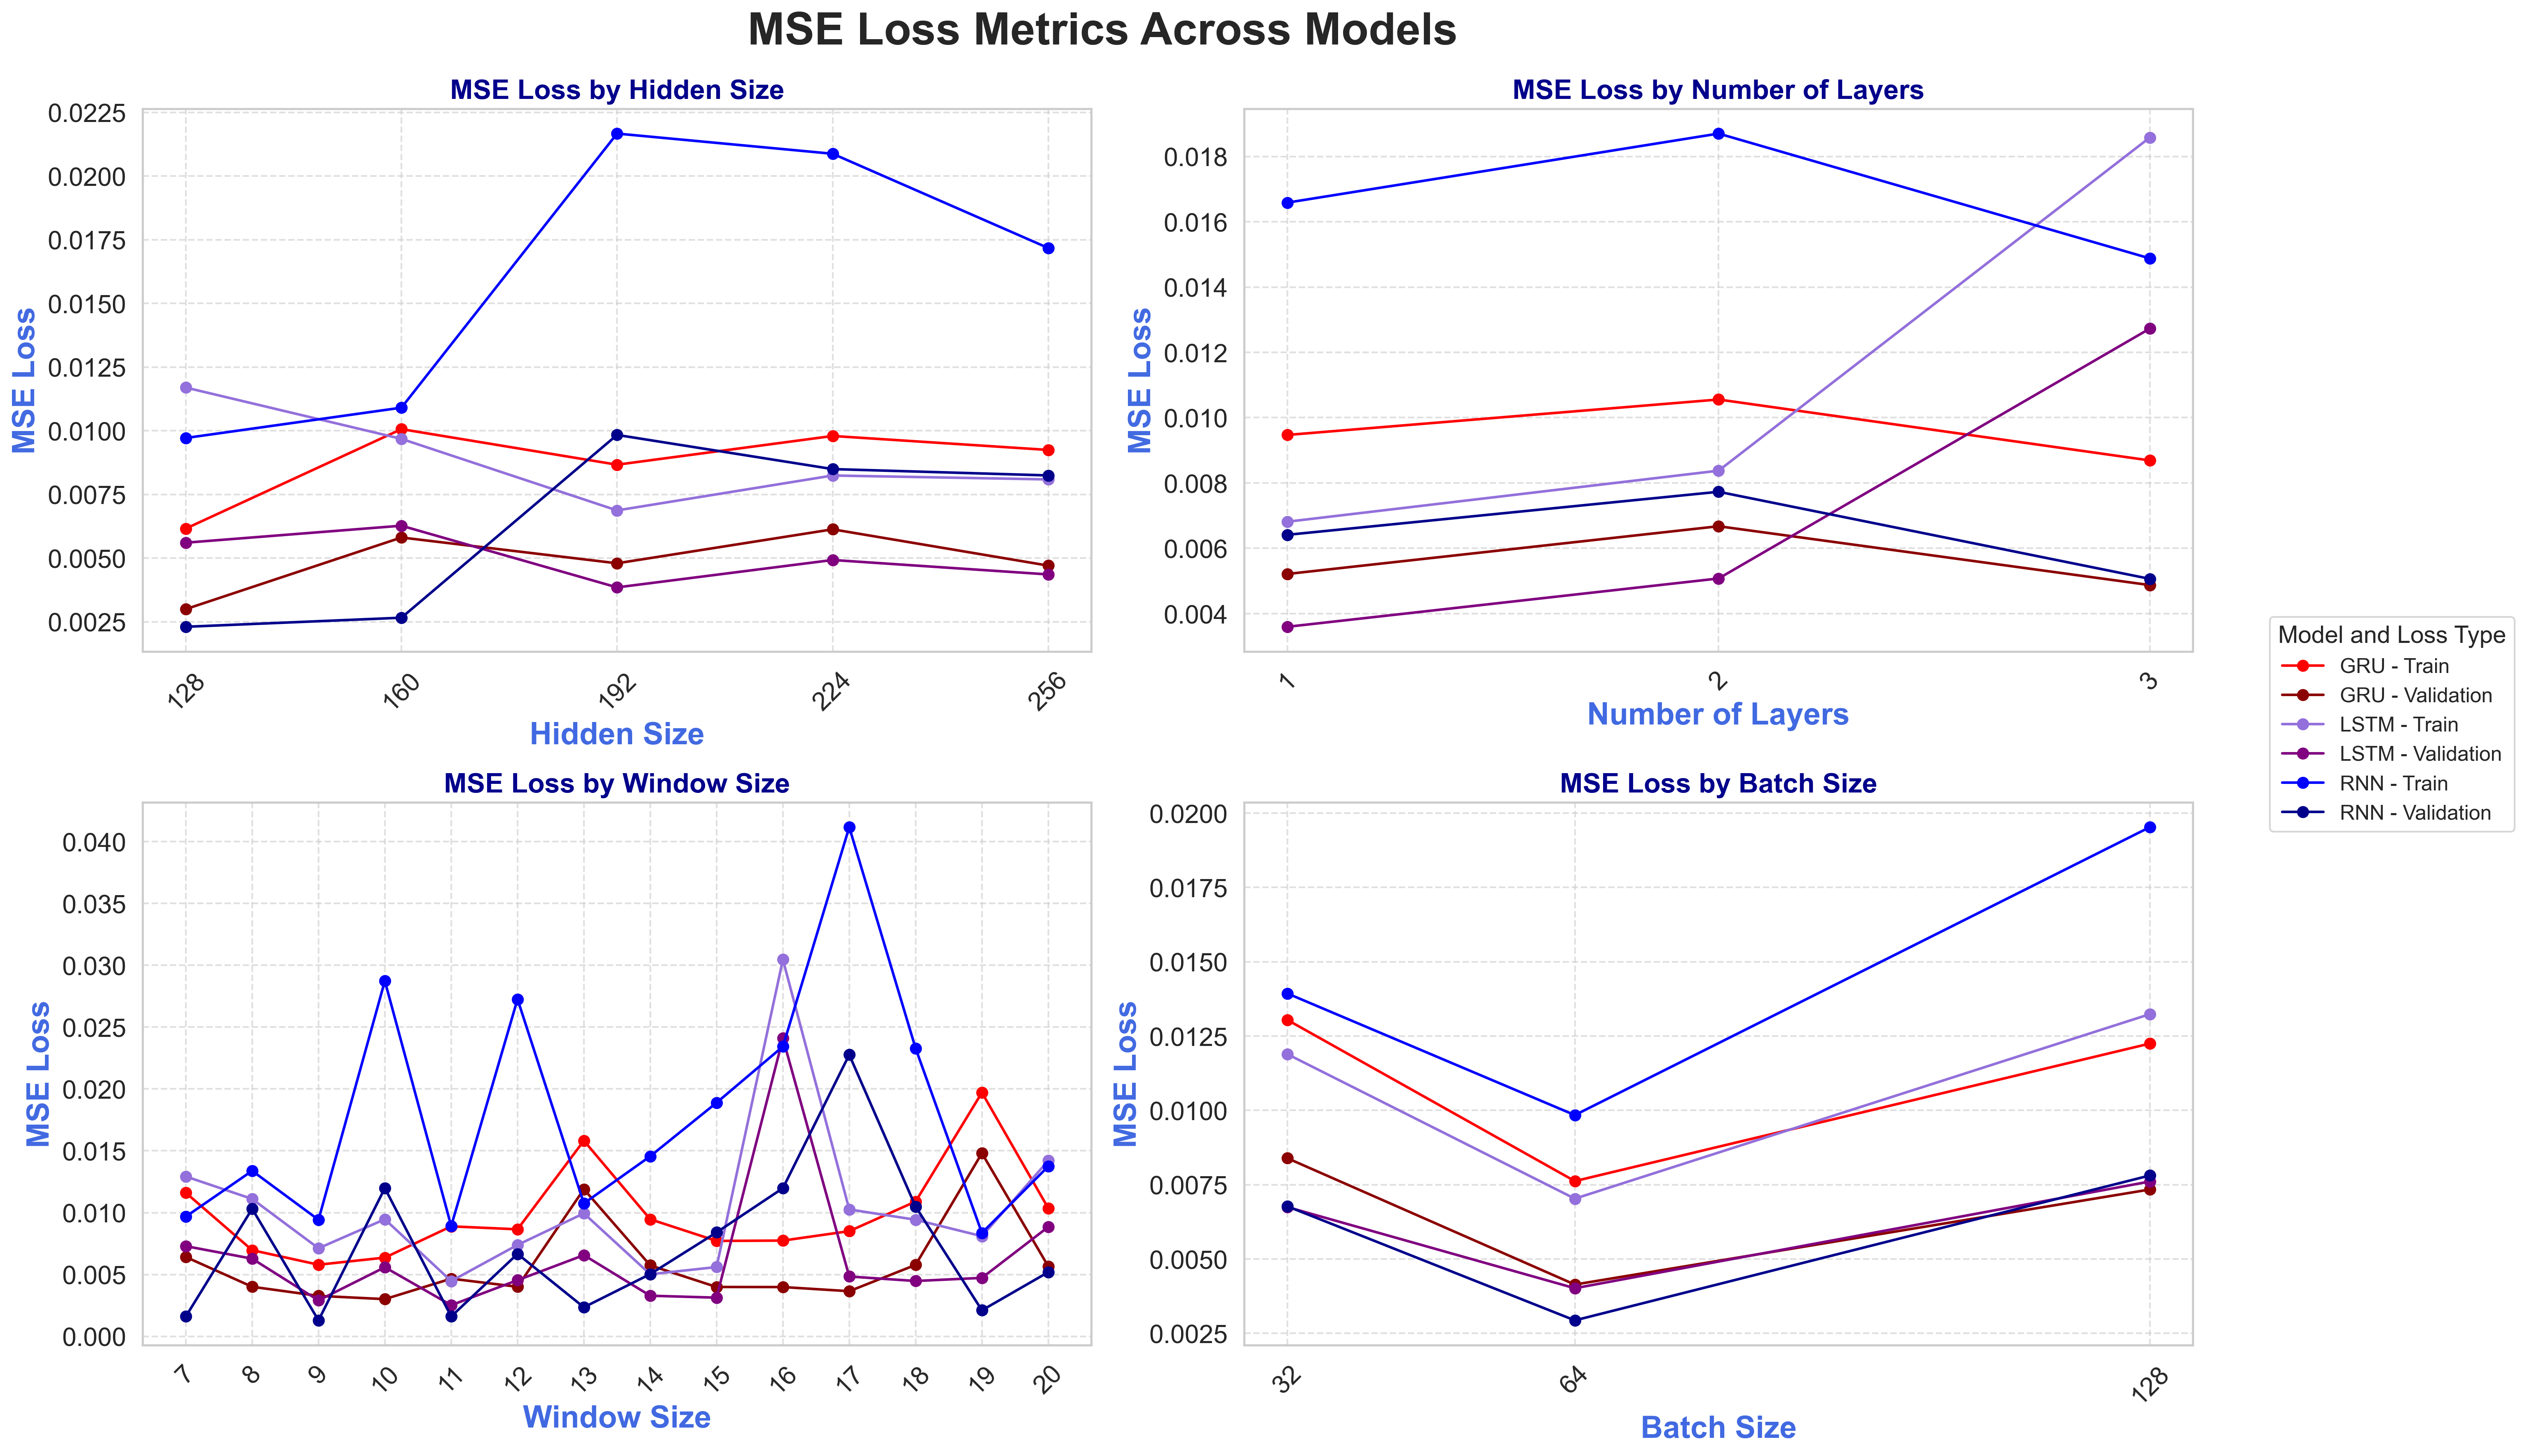 MSE Loss Metrics Across Models
MSE Loss by Hidden Size
MSE Loss
0.0225
0.0200
0.0175
0.0150
0.0125
0.0100
0.0075
0.0050
0.0025
128
160
192
224
256
Hidden Size
MSE Loss by Number of Layers
MSE Loss
0.018
0.016
0.014
0.012
0.010
0.008
0.006
0.004
1
2
3
Number of Layers
Model and Loss Type
GRU - Train
GRU - Validation
LSTM - Train
LSTM - Validation
RNN - Train
RNN - Validation
MSE Loss by Window Size
MSE Loss
0.040
0.035
0.030
0.025
0.020
0.015
0.010
0.005
0.000
7
8
9
10
11
12
13
14
15
16
17
18
19
20
Window Size
MSE Loss by Batch Size
MSE Loss
0.0200
0.0175
0.0150
0.0125
0.0100
0.0075
0.0050
0.0025
32
64
128
Batch Size